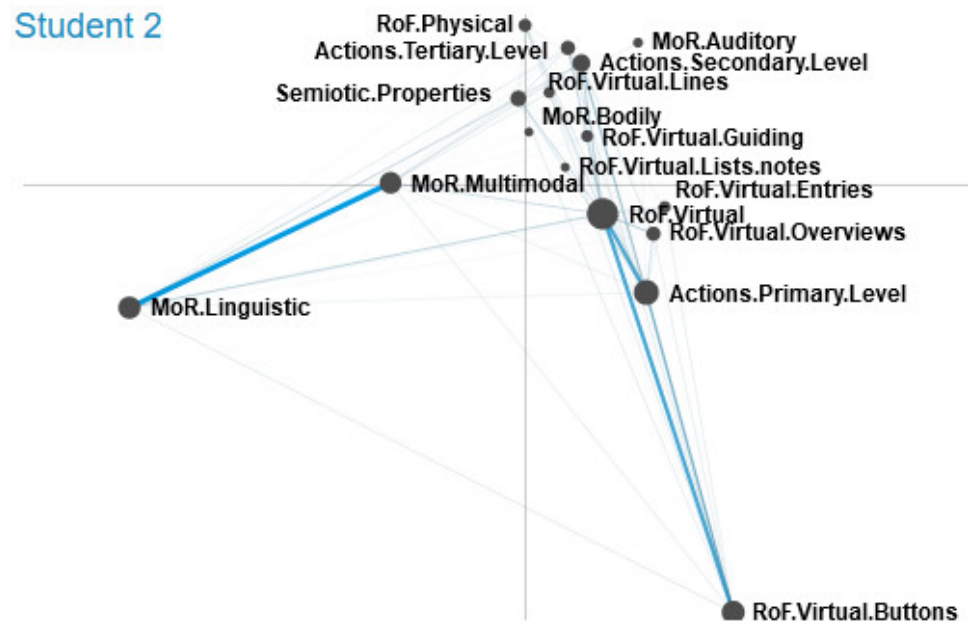 Student 2
RoF.Physical
Actions.Tertiary.Level
MoR.Auditory
Actions.Secondary.Level
RoF.Virtual.Lines
Semiotic.Properties
MoR.Bodily
RoF.Virtual.Guiding
RoF.Virtual.Lists.notes
MoR.Multimodal
RoF.Virtual.Entries
RoF.Virtual
RoF.Virtual.Overviews
Actions.Primary.Level
MoR.Linguistic
RoF.Virtual.Buttons